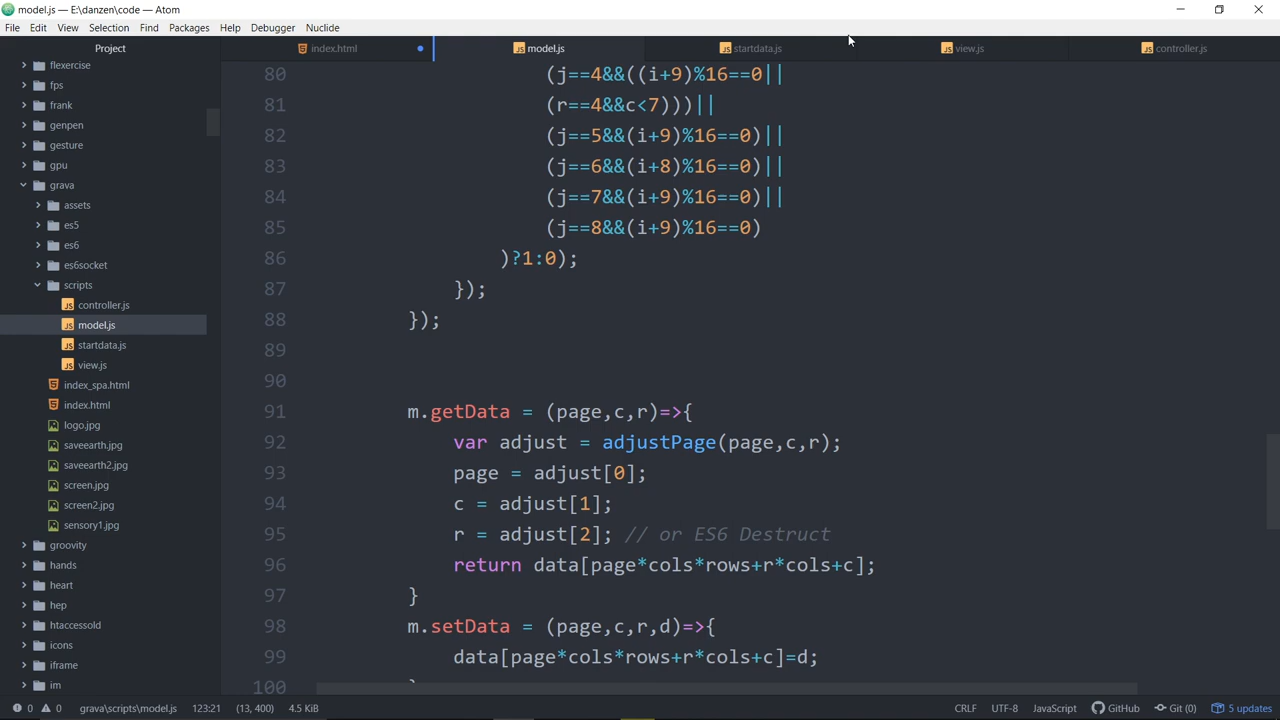 model.js — E:\danzen\code — Atom
File Edit View Selection Find Packages Help Debugger Nuclide
Project
index.html
model.js
startdata.js
view.js
controller.js
flexercise
fps
frank
genpen
gesture
gpu
grava
assets
es5
es6
es6socket
scripts
controller.js
model.js
startdata.js
view.js
index_spa.html
index.html
logo.jpg
saveearth.jpg
saveearth2.jpg
screen.jpg
screen2.jpg
sensory1.jpg
groovity
hands
heart
hep
htaccessold
icons
iframe
im
80 (j==4&&((i+9)%16==0||
81 (r==4&&c<7)))||
82 (j==5&&(i+9)%16==0)||
83 (j==6&&(i+8)%16==0)||
84 (j==7&&(i+9)%16==0)||
85 (j==8&&(i+9)%16==0)
86 )?1:0);
87 });
88 });
89
90
91 m.getData = (page,c,r)=>{
92 var adjust = adjustPage(page,c,r);
93 page = adjust[0];
94 c = adjust[1];
95 r = adjust[2]; // or ES6 Destruct
96 return data[page*cols*rows+r*cols+c];
97 }
98 m.setData = (page,c,r,d)=>{
99 data[page*cols*rows+r*cols+c]=d;
100 }
0 0 grava\scripts\model.js 123:21 (13, 400) 4.5 KiB CRLF UTF-8 JavaScript GitHub Git (0) 5 updates